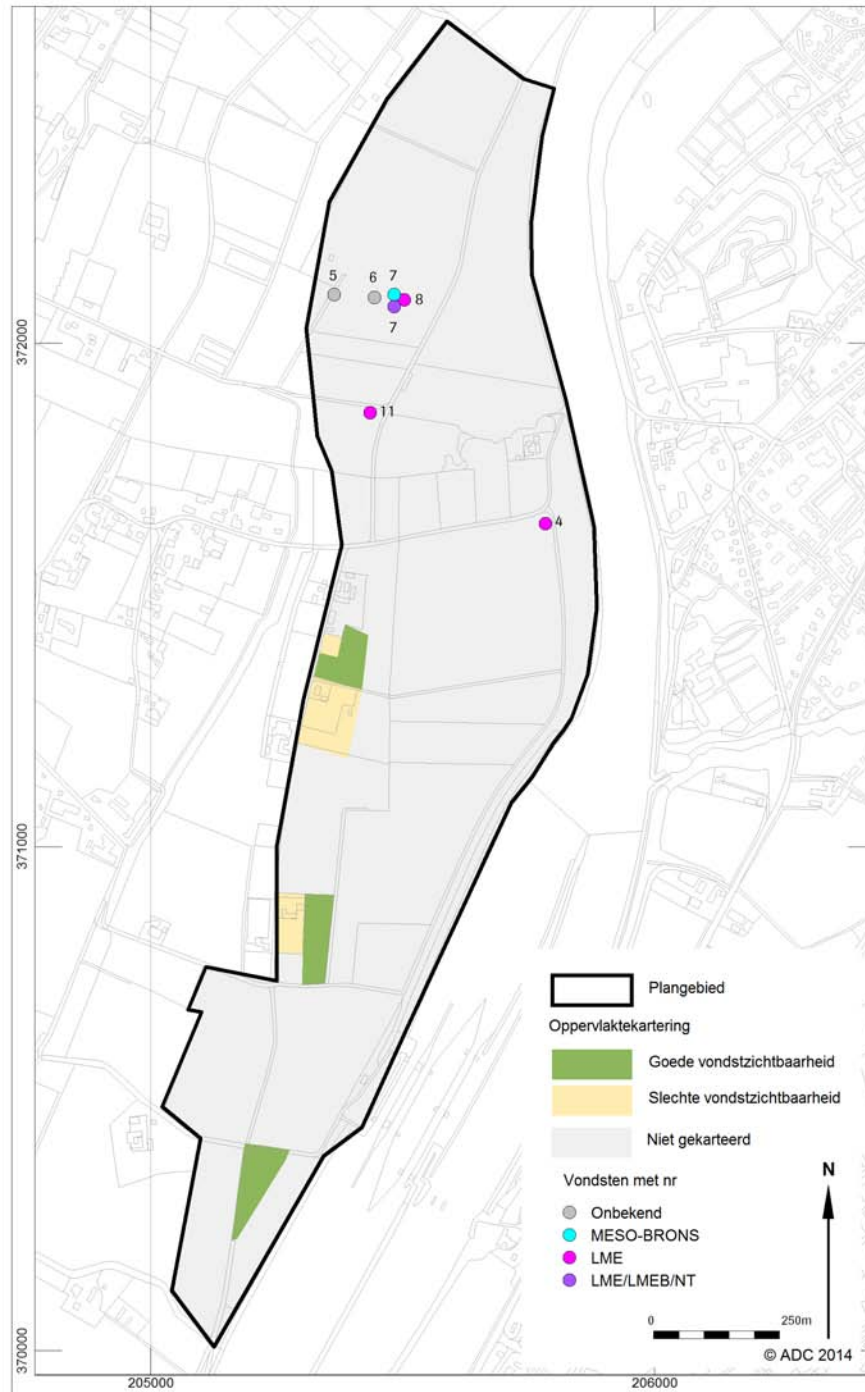 5
6
7
8
7
11
4
372000
371000
370000
205000
206000
Plangebied
Oppervlaktekartering
Goede vondstzichtbaarheid
Slechte vondstzichtbaarheid
Niet gekarteerd
Vondsten met nr
Onbekend
MESO-BRONS
LME
LME/LMEB/NT
N
0 250m
© ADC 2014